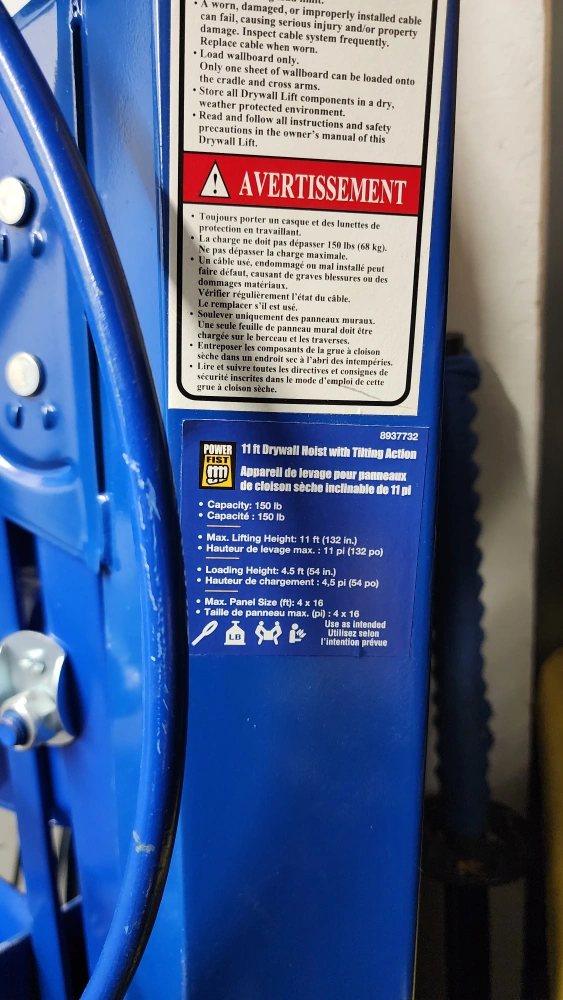 • A worn, damaged, or improperly installed cable
can fail, causing serious injury and/or property
damage. Inspect cable system frequently.
Replace cable when worn.
• Load wallboard only.
Only one sheet of wallboard can be loaded onto
the cradle and cross arms.
• Store all Drywall Lift components in a dry,
weather protected environment.
• Read and follow all instructions and safety
precautions in the owner's manual of this
Drywall Lift.
AVERTISSEMENT
• Toujours porter un casque et des lunettes de
protection en travaillant.
• La charge ne doit pas dépasser 150 lbs (68 kg).
Ne pas dépasser la charge maximale.
• Un câble usé, endommagé ou mal installé peut
faire défaut, causant de graves blessures ou des
dommages matériaux.
Vérifier régulièrement l'état du câble.
Le remplacer s'il est usé.
• Soulever uniquement des panneaux muraux.
Une seule feuille de panneau mural doit être
chargée sur le berceau et les traverses.
• Entreposer les composants de la grue à cloison
sèche dans un endroit sec à l'abri des intempéries.
• Lire et suivre toutes les directives et consignes de
sécurité inscrites dans le mode d'emploi de cette
grue à cloison sèche.
8937732
POWER
FIST
11 ft Drywall Hoist with Tilting Action
Appareil de levage pour panneaux
de cloison sèche inclinable de 11 pi
• Capacity: 150 lb
• Capacité : 150 lb
• Max. Lifting Height: 11 ft (132 in.)
• Hauteur de levage max. : 11 pi (132 po)
• Loading Height: 4.5 ft (54 in.)
• Hauteur de chargement : 4,5 pi (54 po)
• Max. Panel Size (ft): 4 x 16
• Taille de panneau max. (pi) : 4 x 16
LB
Use as intended
Utilisez selon
l'intention prévue